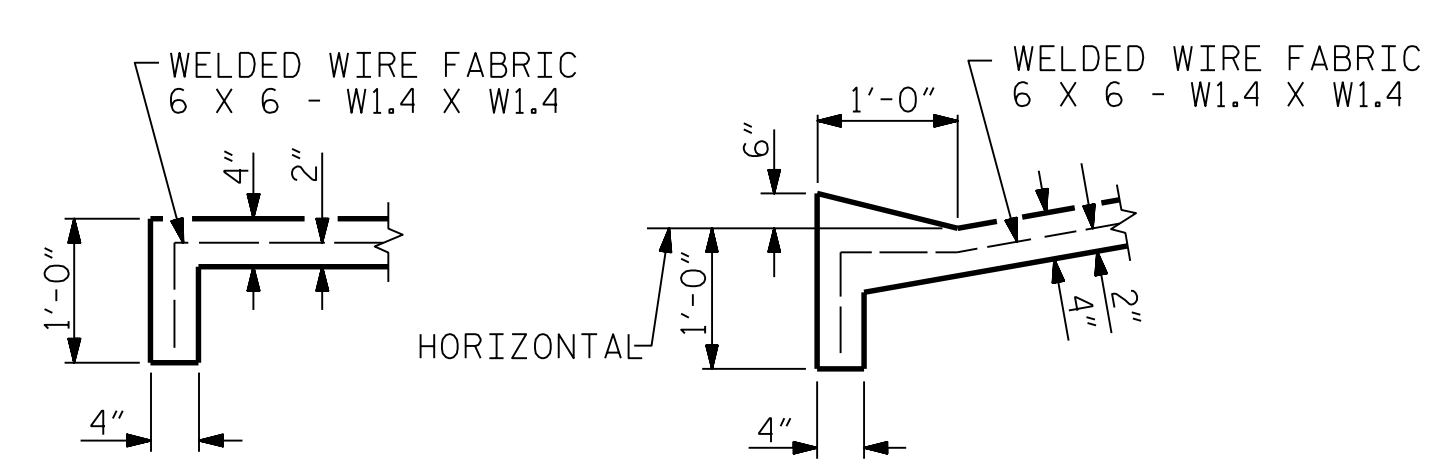 WELDED WIRE FABRIC
6 X 6 - W1.4 X W1.4
4" 2"
1'-0"
4"
WELDED WIRE FABRIC
6 X 6 - W1.4 X W1.4
1'-0"
6"
1'-0"
HORIZONTAL
4" 2"
4"